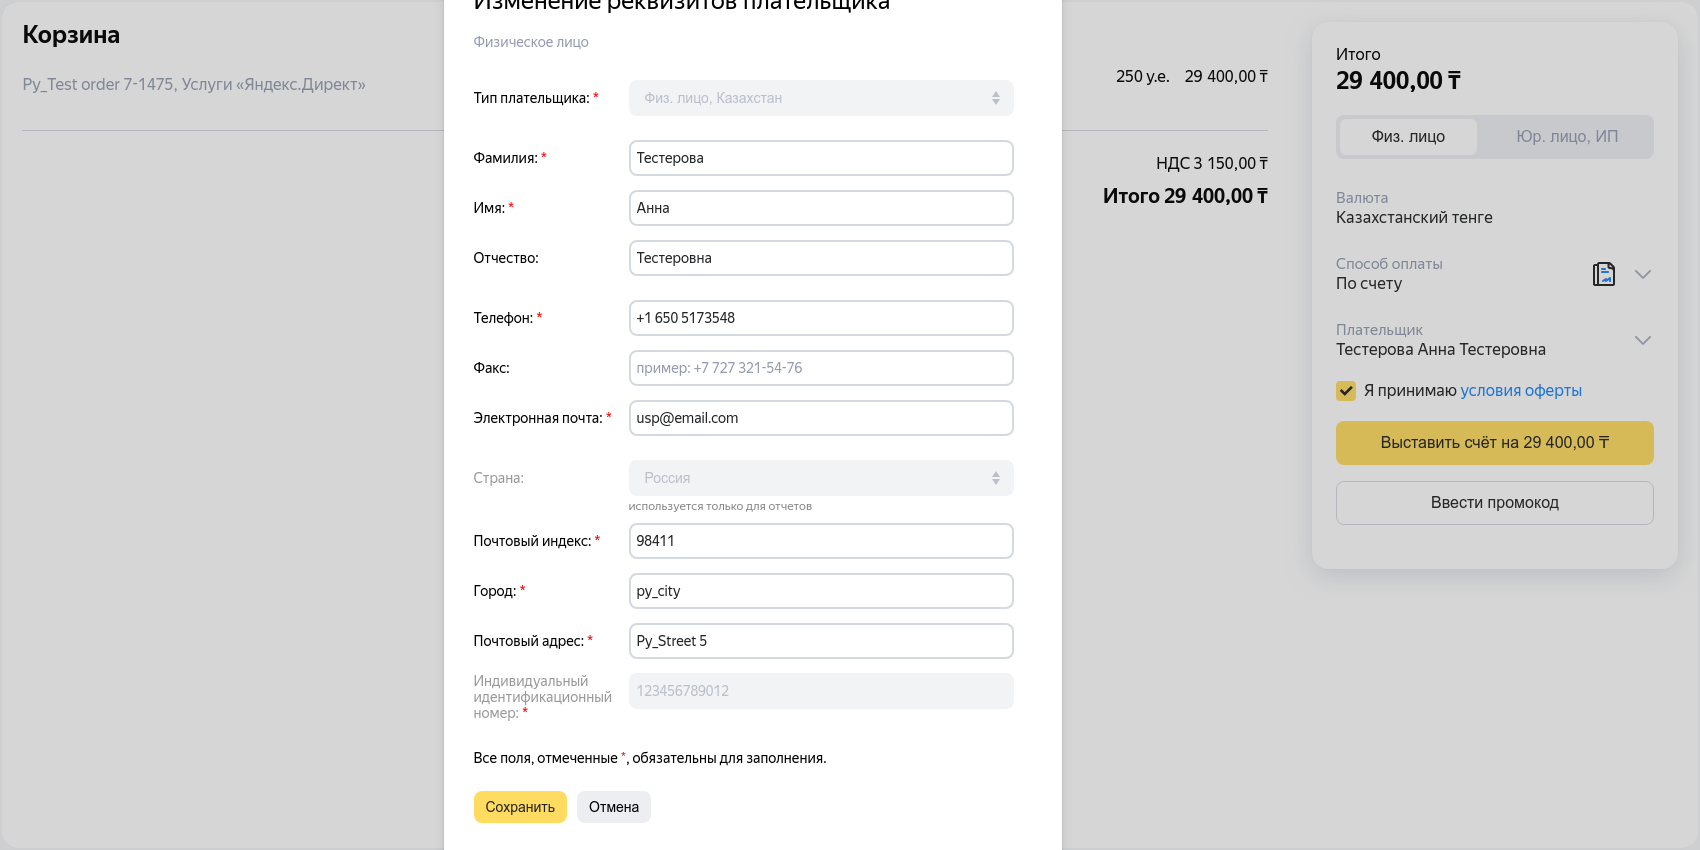 Корзина
Py_Test order 7-1475, Услуги «Яндекс.Директ»
Изменение реквизитов плательщика
Физическое лицо
Тип плательщика: * Физ. лицо, Казахстан
Фамилия: * Тестерова
Имя: * Анна
Отчество: Тестеровна
Телефон: * +1 650 5173548
Факс: пример: +7 727 321-54-76
Электронная почта: * usp@email.com
Страна: Россия
используется только для отчетов
Почтовый индекс: * 98411
Город: * py_city
Почтовый адрес: * Py_Street 5
Индивидуальный
идентификационный
номер: *
123456789012
Все поля, отмеченные *, обязательны для заполнения.
Сохранить Отмена
250 у.е. 29 400,00 ₸
НДС 3 150,00 ₸
Итого 29 400,00 ₸
Итого
29 400,00 ₸
Физ. лицо Юр. лицо, ИП
Валюта
Казахстанский тенге
Способ оплаты
По счету
Плательщик
Тестерова Анна Тестеровна
Я принимаю условия оферты
Выставить счёт на 29 400,00 ₸
Ввести промокод